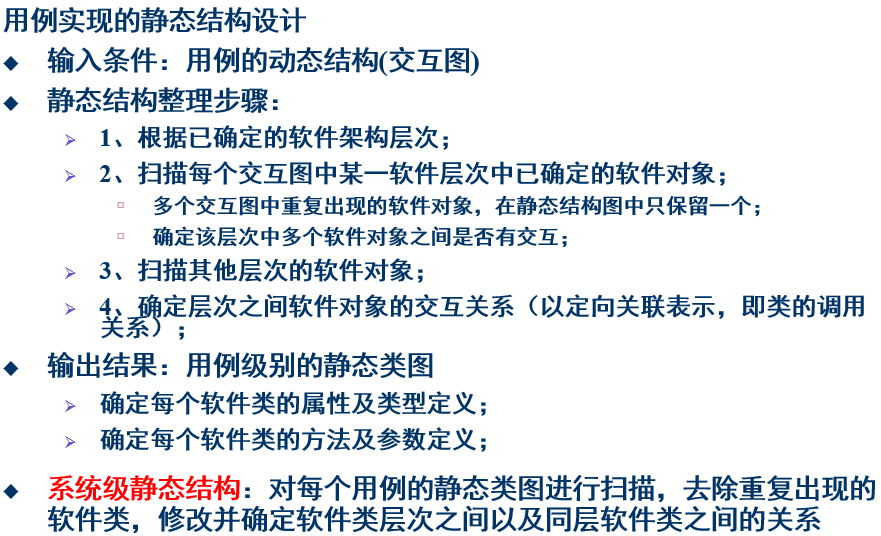 用例实现的静态结构设计
输入条件：用例的动态结构(交互图)
静态结构整理步骤：
1、根据已确定的软件架构层次；
2、扫描每个交互图中某一软件层次中已确定的软件对象；
多个交互图中重复出现的软件对象，在静态结构图中只保留一个；
确定该层次中多个软件对象之间是否有交互；
3、扫描其他层次的软件对象；
4、确定层次之间软件对象的交互关系（以定向关联表示，即类的调用
关系）；
输出结果：用例级别的静态类图
确定每个软件类的属性及类型定义；
确定每个软件类的方法及参数定义；
系统级静态结构：对每个用例的静态类图进行扫描，去除重复出现的
软件类，修改并确定软件类层次之间以及同层软件类之间的关系